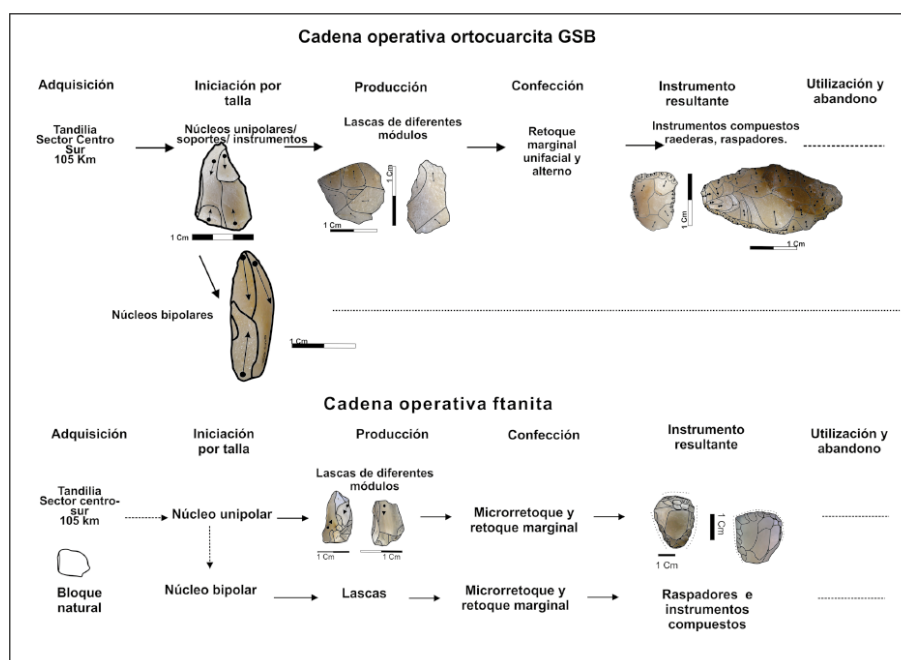 Cadena operativa ortocuarcita GSB
Adquisición
Iniciación por
talla
Producción
Confección
Instrumento
resultante
Utilización y
abandono
Tandilia
Sector Centro
Sur
105 Km
Núcleos unipolares/
soportes/ instrumentos
Lascas de diferentes
módulos
Retoque
marginal
unifacial y
alterno
Instrumentos compuestos
raederas, raspadores.
1 Cm
1 Cm
1 Cm
1 Cm
1 Cm
Núcleos bipolares
1 Cm
Cadena operativa ftanita
Adquisición
Iniciación
por talla
Producción
Confección
Instrumento
resultante
Utilización y
abandono
Tandilia
Sector centro-
sur
105 km
Núcleo unipolar
Lascas de diferentes
módulos
Microrretoque y
retoque marginal
1 Cm
1 Cm
1 Cm
1 Cm
Bloque
natural
Núcleo bipolar
Lascas
Microrretoque y
retoque marginal
Raspadores e
instrumentos
compuestos